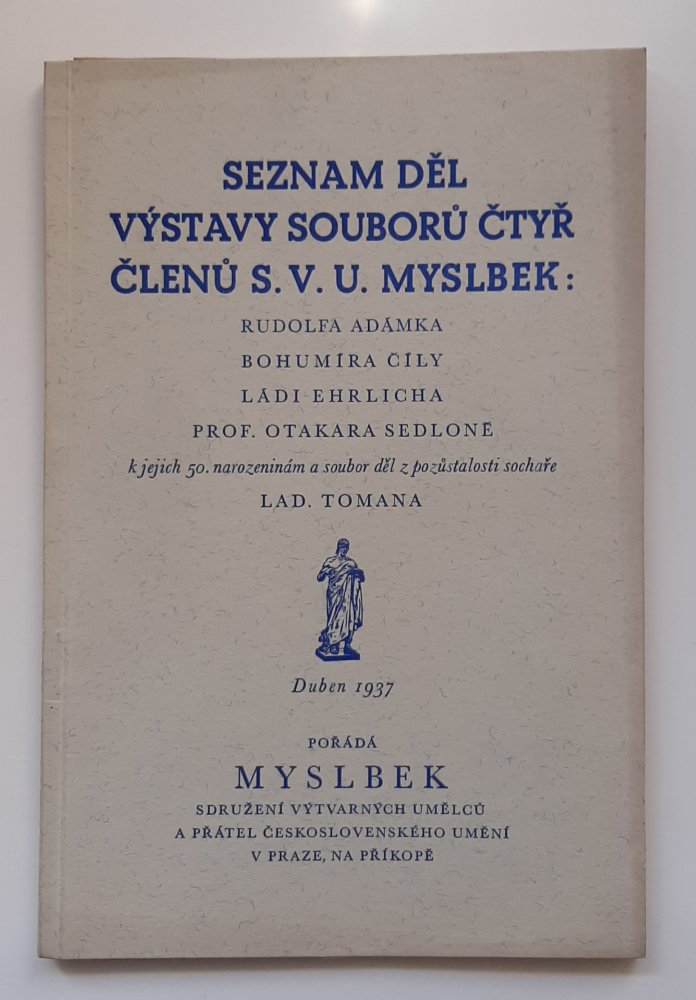 SEZNAM DĚL
VÝSTAVY SOUBORŮ ČTYŘ
ČLENŮ S. V. U. MYSLBEK:
RUDOLFA ADÁMKA
BOHUMÍRA ČÍLY
LÁDI EHRLICHA
PROF. OTAKARA SEDLONĚ
k jejich 50. narozeninám a soubor děl z pozůstalosti sochaře
LAD. TOMANA
Duben 1937
POŘÁDÁ
MYSLBEK
SDRUŽENÍ VÝTVARNÝCH UMĚLCŮ
A PŘÁTEL ČESKOSLOVENSKÉHO UMĚNÍ
V PRAZE, NA PŘÍKOPĚ